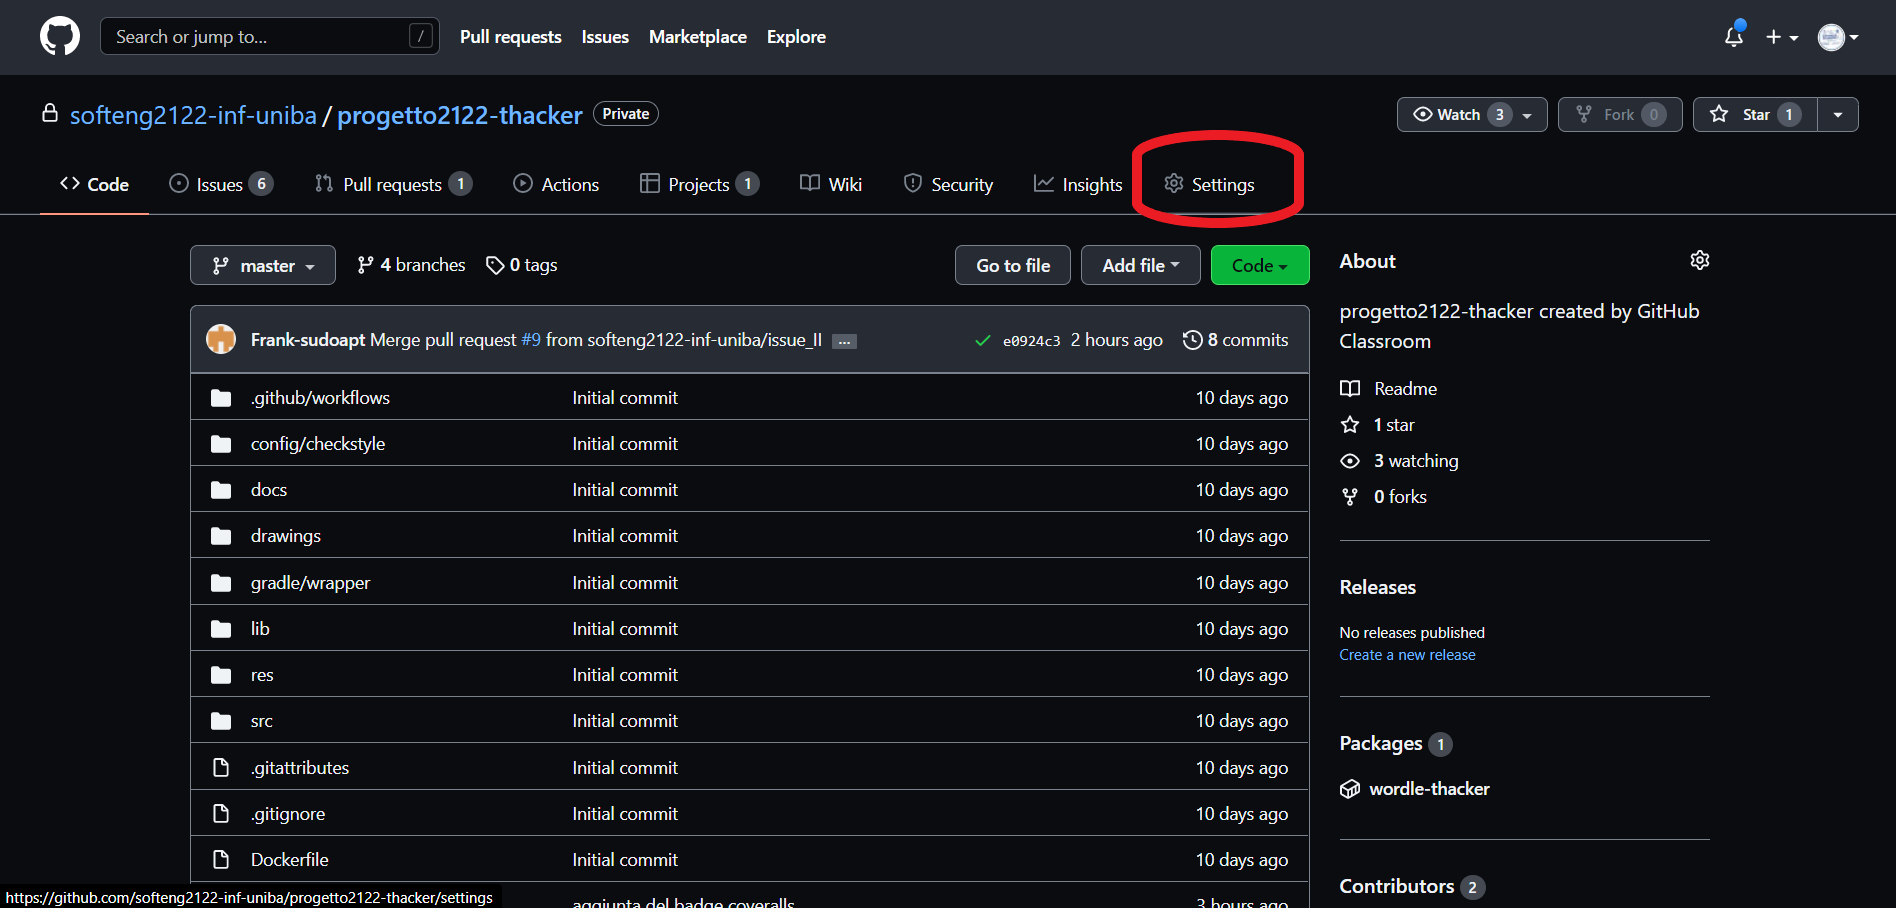 Search or jump to... / Pull requests Issues Marketplace Explore
softeng2122-inf-uniba / progetto2122-thacker Private Watch 3 Fork 0 Star 1
Code Issues 6 Pull requests 1 Actions Projects 1 Wiki Security Insights Settings
master 4 branches 0 tags Go to file Add file Code
Frank-sudoapt Merge pull request #9 from softeng2122-inf-uniba/issue_II ... e0924c3 2 hours ago 8 commits
.github/workflows Initial commit 10 days ago
config/checkstyle Initial commit 10 days ago
docs Initial commit 10 days ago
drawings Initial commit 10 days ago
gradle/wrapper Initial commit 10 days ago
lib Initial commit 10 days ago
res Initial commit 10 days ago
src Initial commit 10 days ago
.gitattributes Initial commit 10 days ago
.gitignore Initial commit 10 days ago
Dockerfile Initial commit 10 days ago
aggiunta del badge coveralls 3 hours ago
About
progetto2122-thacker created by GitHub
Classroom
Readme
1 star
3 watching
0 forks
Releases
No releases published
Create a new release
Packages 1
wordle-thacker
Contributors 2
https://github.com/softeng2122-inf-uniba/progetto2122-thacker/settings